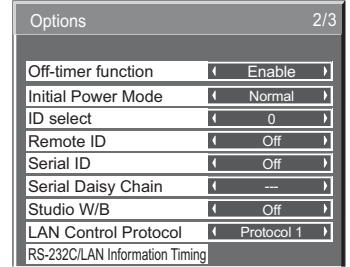 Options 2/3
Off-timer function Enable
Initial Power Mode Normal
ID select 0
Remote ID Off
Serial ID Off
Serial Daisy Chain ---
Studio W/B Off
LAN Control Protocol Protocol 1
RS-232C/LAN Information Timing